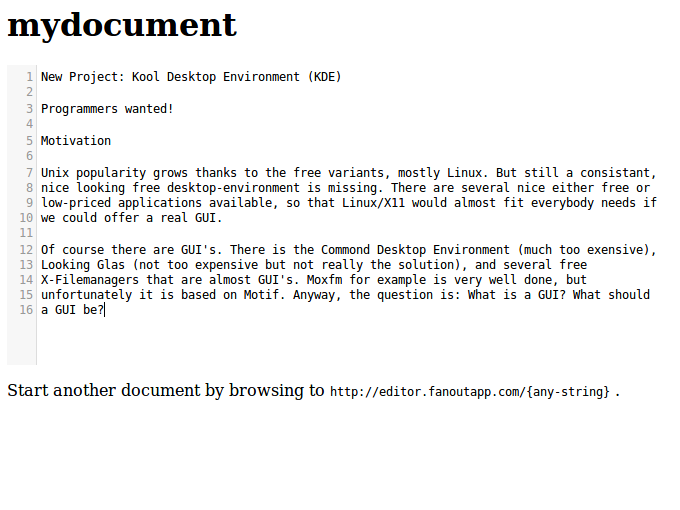 mydocument
1 New Project: Kool Desktop Environment (KDE)
2
3 Programmers wanted!
4
5 Motivation
6
7 Unix popularity grows thanks to the free variants, mostly Linux. But still a consistant,
8 nice looking free desktop-environment is missing. There are several nice either free or
9 low-priced applications available, so that Linux/X11 would almost fit everybody needs if
10 we could offer a real GUI.
11
12 Of course there are GUI's. There is the Commond Desktop Environment (much too exensive),
13 Looking Glas (not too expensive but not really the solution), and several free
14 X-Filemanagers that are almost GUI's. Moxfm for example is very well done, but
15 unfortunately it is based on Motif. Anyway, the question is: What is a GUI? What should
16 a GUI be?
Start another document by browsing to http://editor.fanoutapp.com/{any-string} .